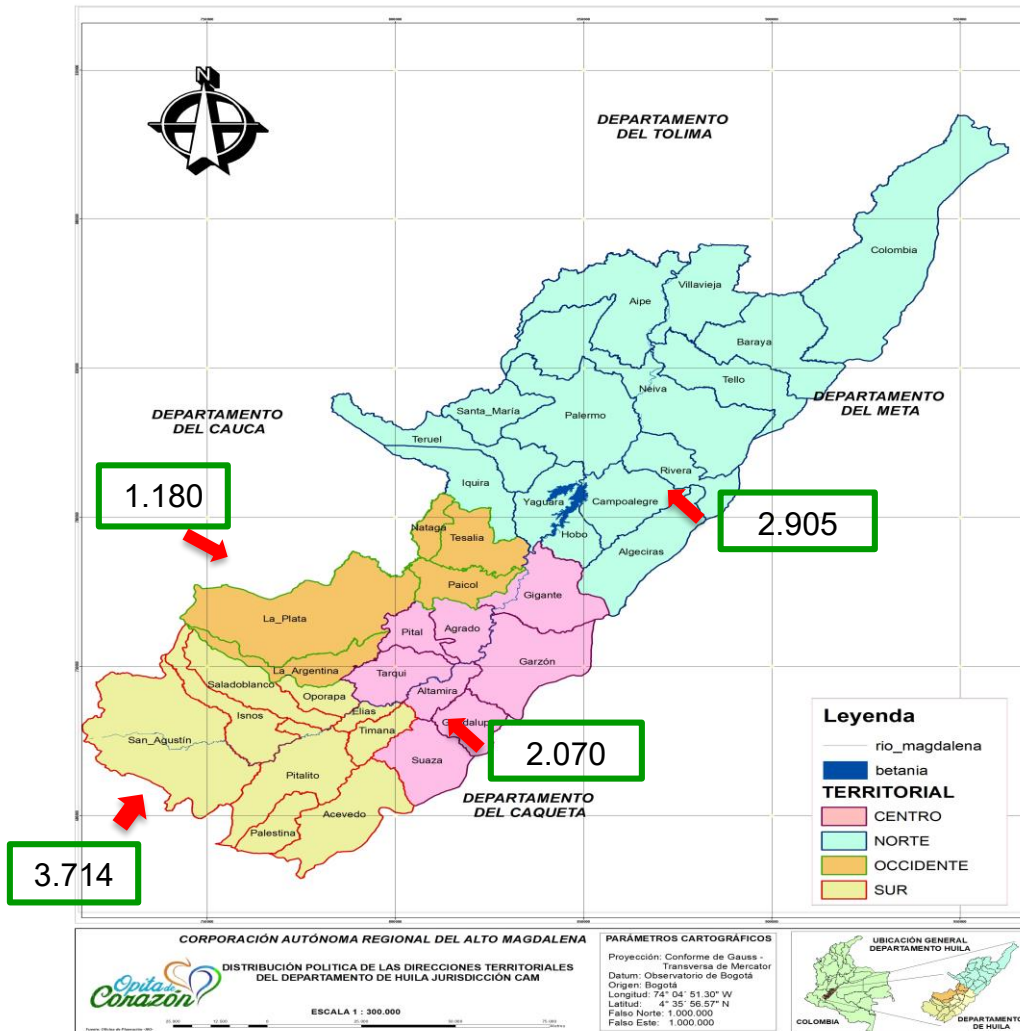 N
DEPARTAMENTO
DEL TOLIMA
Colombia
Villavieja
Aipe
Baraya
Tello
Neiva
DEPARTAMENTO
DEL META
DEPARTAMENTO
DEL CAUCA
Santa_María
Palermo
Teruel
Rivera
Iquira
Yaguara
Campoalegre
1.180
2.905
Nataga
Tesalia
Hobo
Algeciras
Paicol
Gigante
La_Plata
Pital
Agrado
Garzón
La_Argentina
Tarqui
Saladoblanco
Oporapa
Altamira
Isnos
Elias
San_Agustín
Timana
Suaza
2.070
Pitalito
DEPARTAMENTO
DEL CAQUETA
Acevedo
Palestina
3.714
Leyenda
rio_magdalena
betania
TERRITORIAL
CENTRO
NORTE
OCCIDENTE
SUR
CORPORACIÓN AUTÓNOMA REGIONAL DEL ALTO MAGDALENA
Opita de
Corazón
DISTRIBUCIÓN POLITICA DE LAS DIRECCIONES TERRITORIALES
DEL DEPARTAMENTO DE HUILA JURISDICCIÓN CAM
ESCALA 1 : 300.000
PARÁMETROS CARTOGRÁFICOS
Proyección: Conforme de Gauss -
Transversa de Mercator
Datum: Observatorio de Bogotá
Origen: Bogotá
Longitud: 74° 04´ 51.30" W
Latitud: 4° 35´ 56.57" N
Falso Norte: 1.000.000
Falso Este: 1.000.000
UBICACIÓN GENERAL
DEPARTAMENTO HUILA
COLOMBIA
DEPARTAMENTO
DE HUILA